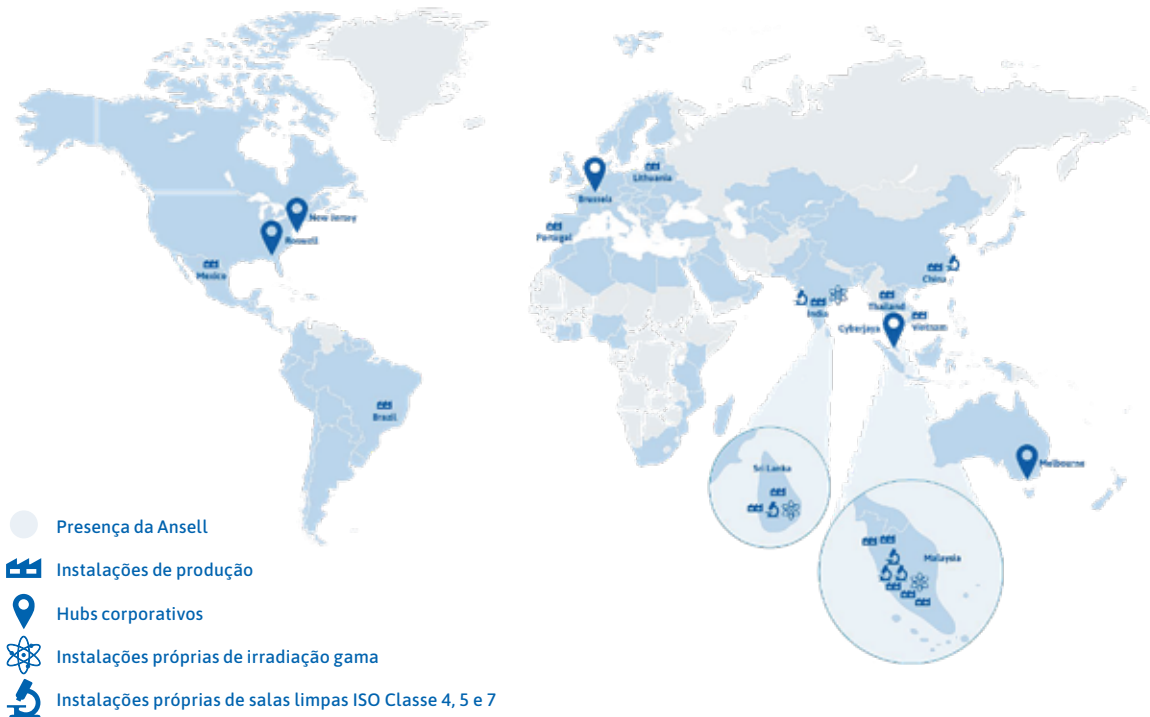 Lithuania
Brussels
New Jersey
Portugal
Roswell
Mexico
China
Thailand
India
Cyberjaya
Vietnam
Brazil
Melbourne
Sri Lanka
Presença da Ansell
Malaysia
Instalações de produção
Hubs corporativos
Instalações próprias de irradiação gama
Instalações próprias de salas limpas ISO Classe 4, 5 e 7